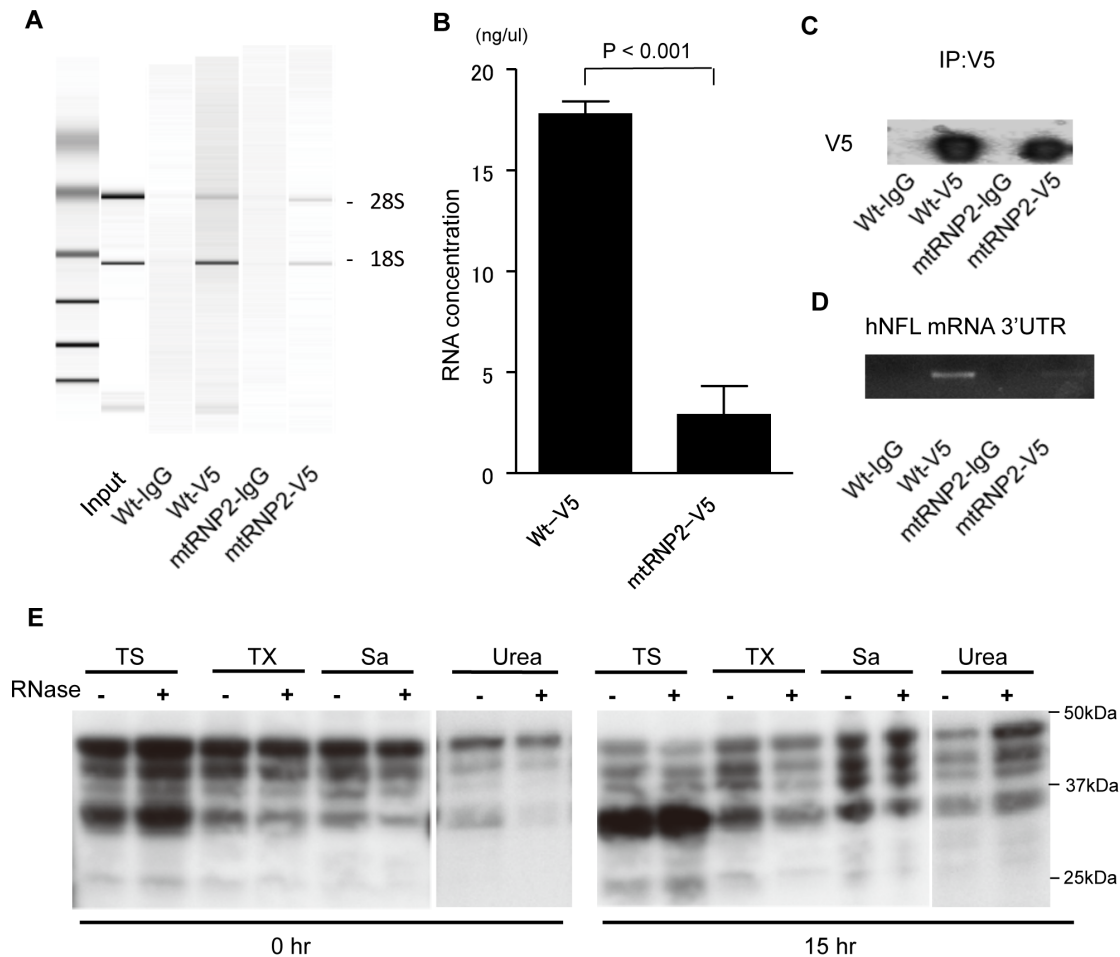 A
- 28S
- 18S
Input
Wt-IgG
Wt-V5
mtRNP2-IgG
mtRNP2-V5
B
(ng/ul)
P < 0.001
20
15
10
5
0
RNA concentration
Wt-V5
mtRNP2-V5
C
IP:V5
V5
Wt-IgG
Wt-V5
mtRNP2-IgG
mtRNP2-V5
D
hNFL mRNA 3'UTR
Wt-IgG
Wt-V5
mtRNP2-IgG
mtRNP2-V5
E
TS TX Sa Urea TS TX Sa Urea
RNase - + - + - + - + - + - + - + - +
50kDa
37kDa
25kDa
0 hr 15 hr